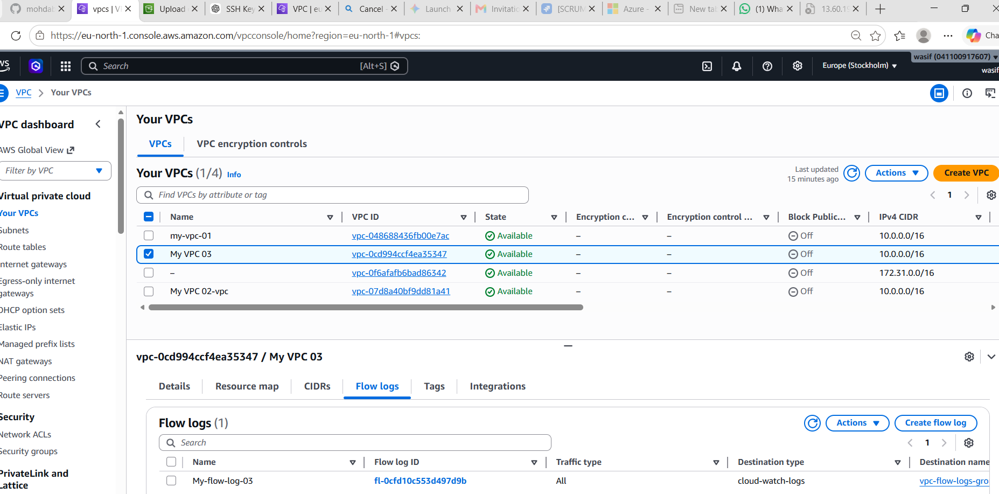 mohda
vpcs | V
Upload
SSH Key
VPC | eu
Cancel
Launch
Invitatio
[SCRUM
Azure -
New tab
(1) Wha
13.60.19
https://eu-north-1.console.aws.amazon.com/vpcconsole/home?region=eu-north-1#vpcs:
Cha
ws
Search
[Alt+S]
Europe (Stockholm)
wasif (041100917607)
wasif
VPC
Your VPCs
VPC dashboard
AWS Global View
Filter by VPC
Virtual private cloud
Your VPCs
Subnets
Route tables
Internet gateways
Egress-only internet
gateways
DHCP option sets
Elastic IPs
Managed prefix lists
NAT gateways
Peering connections
Route servers
Security
Network ACLs
Security groups
PrivateLink and
Lattice
Your VPCs
VPCs
VPC encryption controls
Your VPCs (1/4) Info
Last updated
15 minutes ago
Actions
Create VPC
Find VPCs by attribute or tag
1
Name VPC ID State Encryption c... Encryption control ... Block Public... IPv4 CIDR
my-vpc-01 vpc-048688436fb00e7ac Available – – Off 10.0.0.0/16
My VPC 03 vpc-0cd994ccf4ea35347 Available – – Off 10.0.0.0/16
– vpc-0f6afafb6bad86342 Available – – Off 172.31.0.0/16
My VPC 02-vpc vpc-07d8a40bf9dd81a41 Available – – Off 10.0.0.0/16
vpc-0cd994ccf4ea35347 / My VPC 03
Details Resource map CIDRs Flow logs Tags Integrations
Flow logs (1)
Actions
Create flow log
Search
1
Name Flow log ID Traffic type Destination type Destination name
My-flow-log-03 fl-0cfd10c553d497d9b All cloud-watch-logs vpc-flow-logs-gro